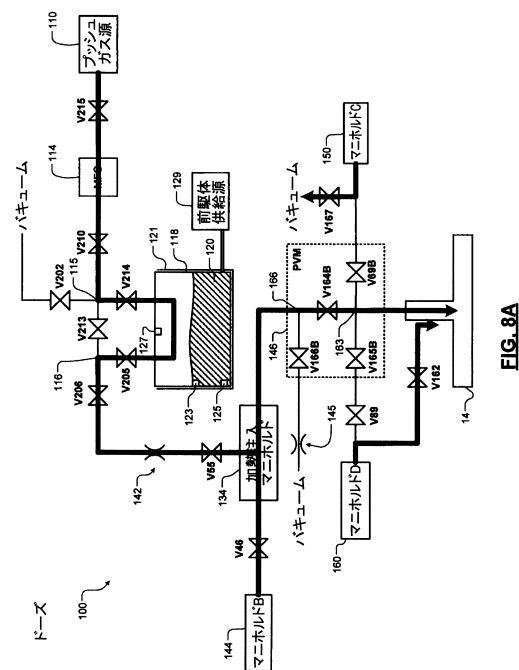 ドーズ
100
110
プッシュ
ガス源
V215
114
MFC
V210
バキューム
V202
115
V213
V214
116
V205
V206
127
121
118
120
129
前駆体
供給源
123
125
142
V55
134
加熱注入
マニホルド
V46
144
マニホルドB
バキューム
145
146
166
V166B
PVM
V164B
163
V165B
V69B
V167
バキューム
150
マニホルドC
V89
160
マニホルドD
V162
14
FIG. 8A